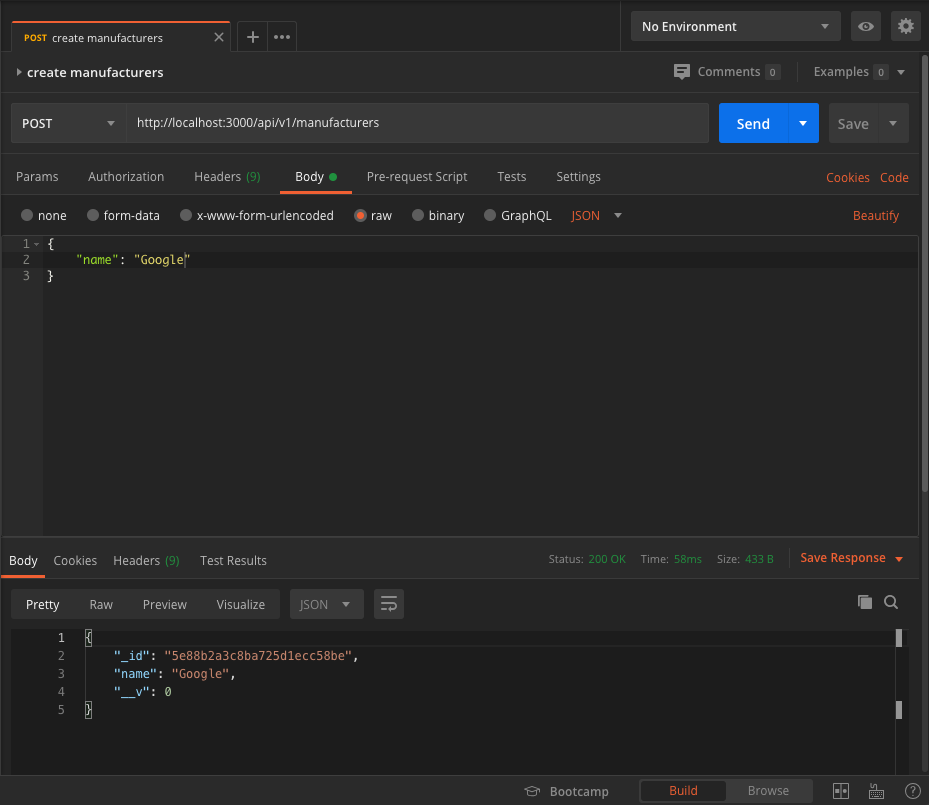 POST create manufacturers
No Environment
create manufacturers
Comments 0
Examples 0
POST
http://localhost:3000/api/v1/manufacturers
Send
Save
Params
Authorization
Headers (9)
Body
Pre-request Script
Tests
Settings
Cookies
Code
none
form-data
x-www-form-urlencoded
raw
binary
GraphQL
JSON
Beautify
1 {
2 "name": "Google"
3 }
Body
Cookies
Headers (9)
Test Results
Status: 200 OK
Time: 58ms
Size: 433 B
Save Response
Pretty
Raw
Preview
Visualize
JSON
1 {
2 "_id": "5e88b2a3c8ba725d1ecc58be",
3 "name": "Google",
4 "__v": 0
5 }
Bootcamp
Build
Browse
?